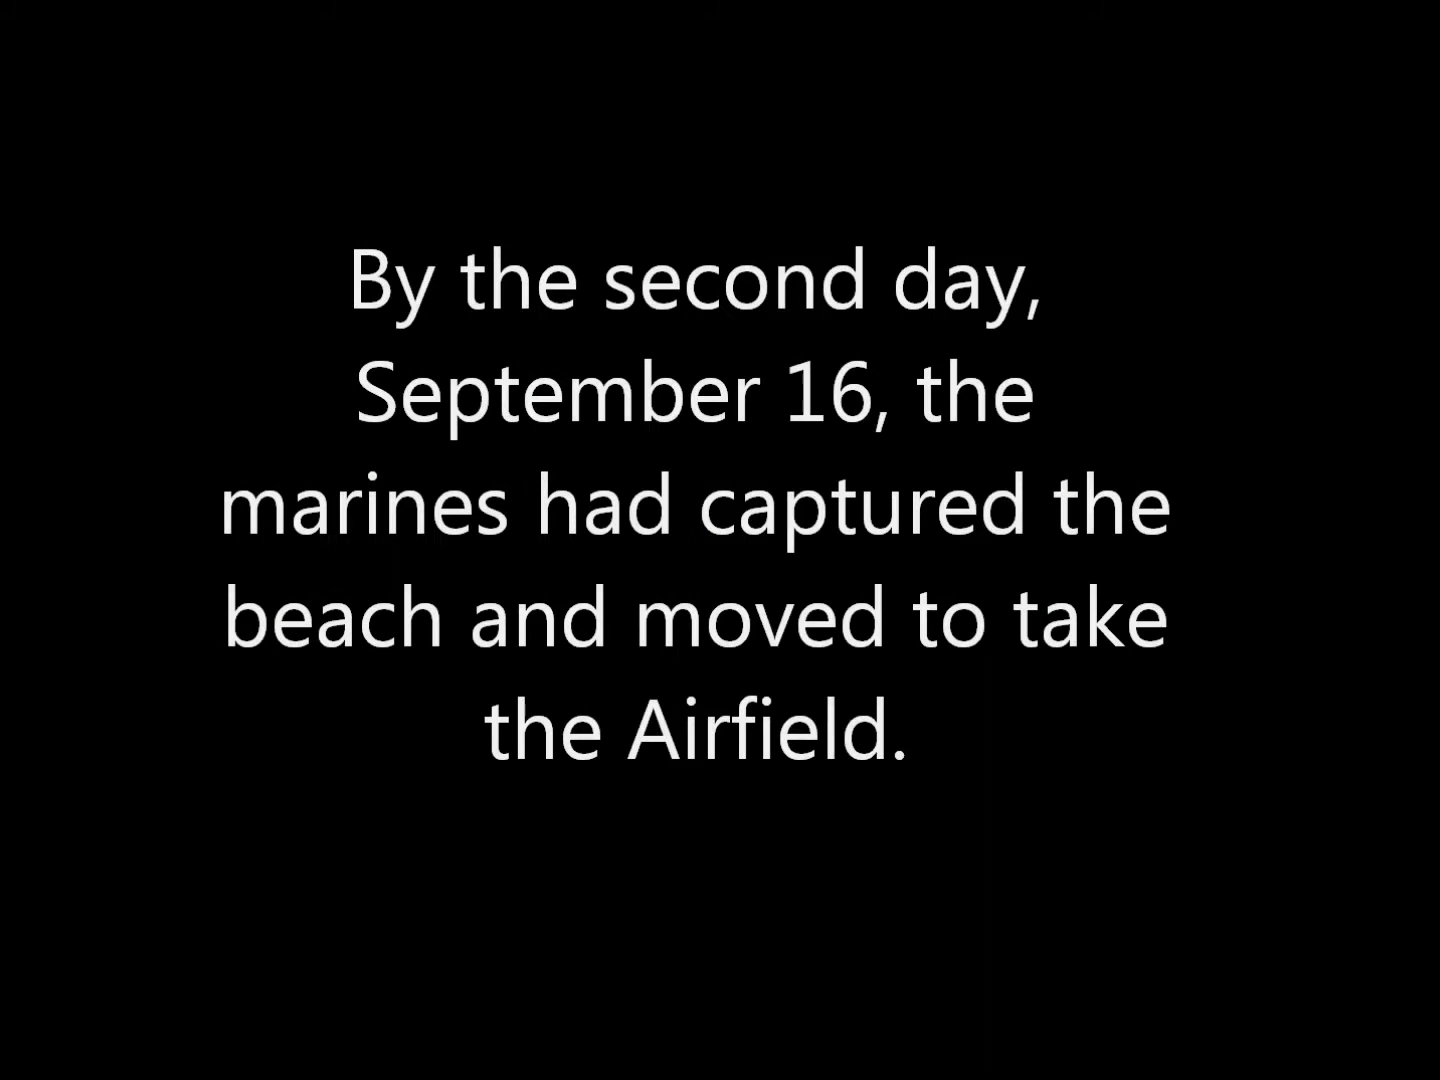 By the second day,
September 16, the
marines had captured the
beach and moved to take
the Airfield.